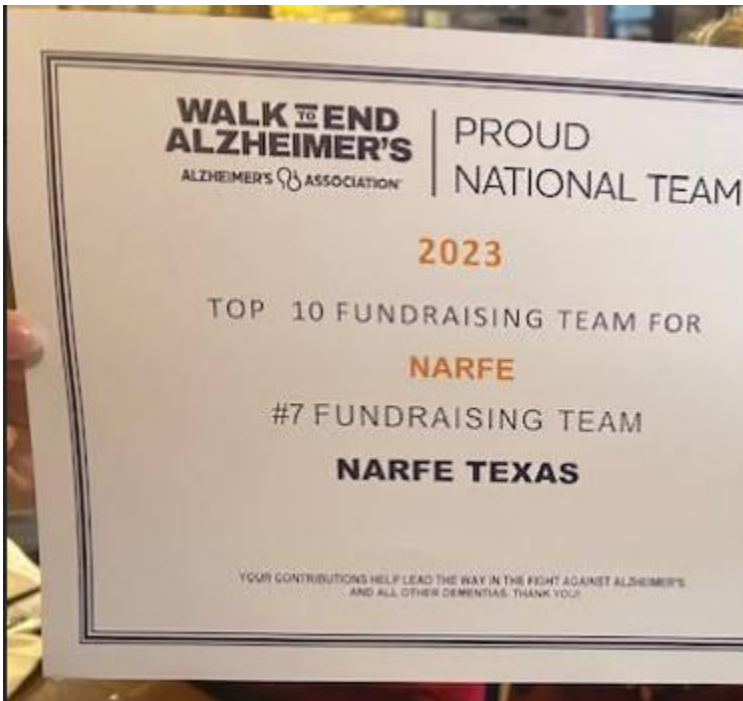 WALK TO END
ALZHEIMER'S
ALZHEIMER'S ASSOCIATION
PROUD
NATIONAL TEAM
2023
TOP 10 FUNDRAISING TEAM FOR
NARFE
#7 FUNDRAISING TEAM
NARFE TEXAS
YOUR CONTRIBUTIONS HELP LEAD THE WAY IN THE FIGHT AGAINST ALZHEIMER'S
AND ALL OTHER DEMENTIAS. THANK YOU!